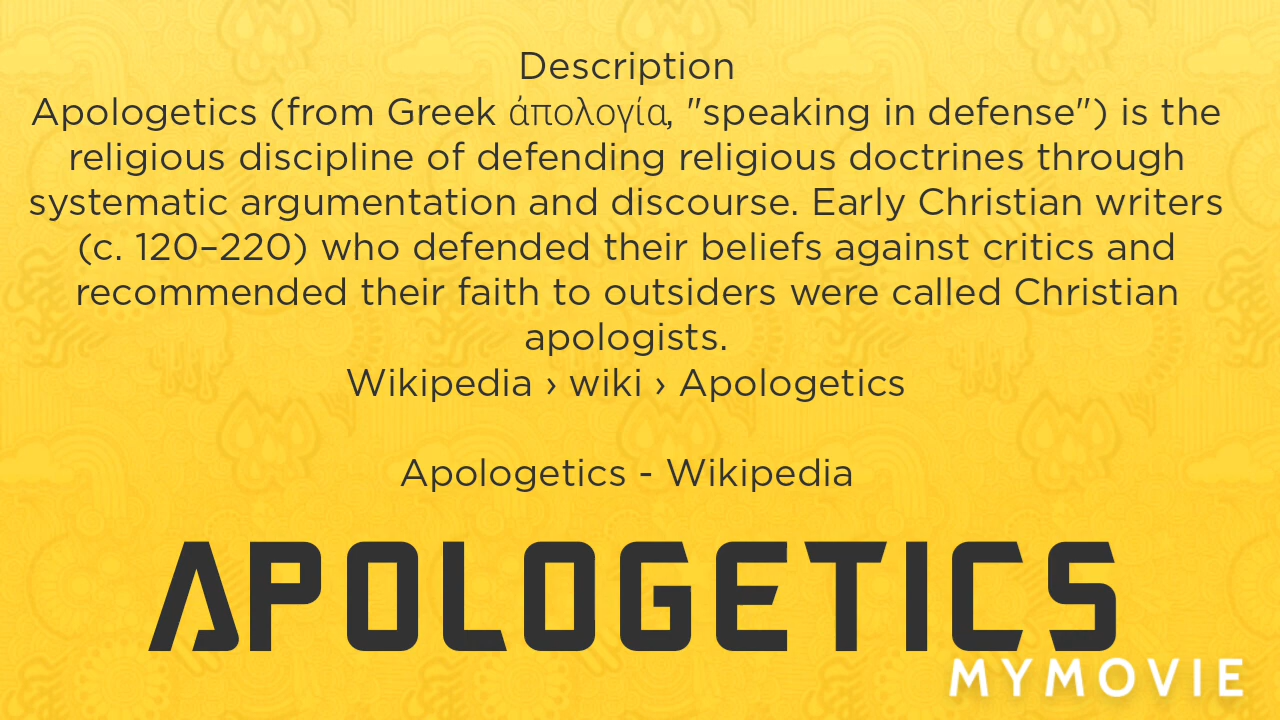 Description
Apologetics (from Greek ἀπολογία, "speaking in defense") is the
religious discipline of defending religious doctrines through
systematic argumentation and discourse. Early Christian writers
(c. 120–220) who defended their beliefs against critics and
recommended their faith to outsiders were called Christian
apologists.
Wikipedia › wiki › Apologetics
Apologetics - Wikipedia
APOLOGETICS
MYMOVIE